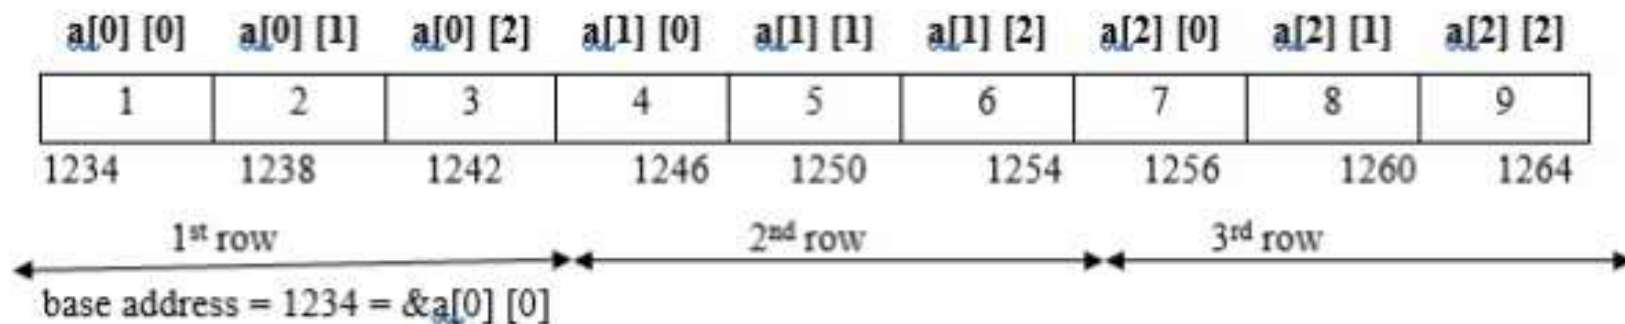 a[0] [0] a[0] [1] a[0] [2] a[1] [0] a[1] [1] a[1] [2] a[2] [0] a[2] [1] a[2] [2]
1 2 3 4 5 6 7 8 9
1234 1238 1242 1246 1250 1254 1256 1260 1264
1st row 2nd row 3rd row
base address = 1234 = &a[0] [0]